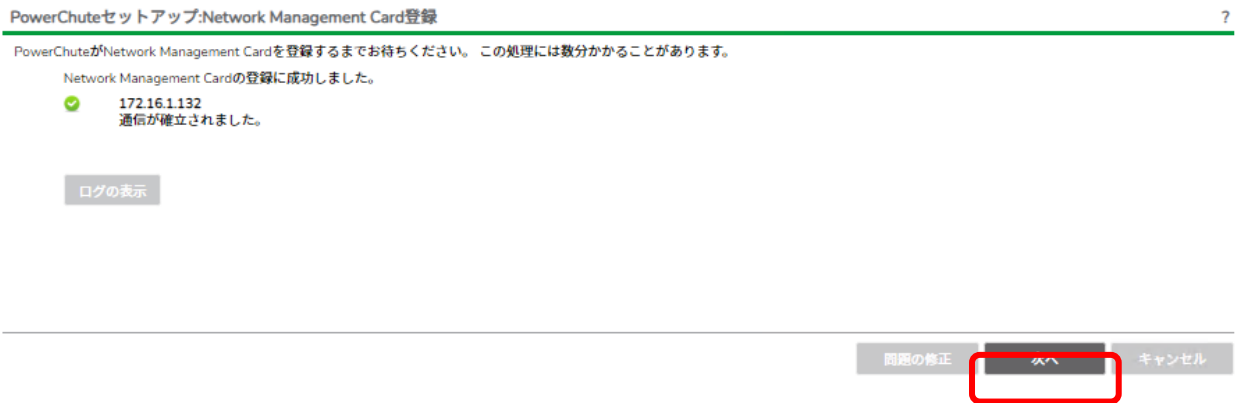 PowerChuteセットアップ:Network Management Card登録
?
PowerChuteがNetwork Management Cardを登録するまでお待ちください。 この処理には数分かかることがあります。
Network Management Cardの登録に成功しました。
172.16.1.132
通信が確立されました。
ログの表示
問題の修正
次へ
キャンセル